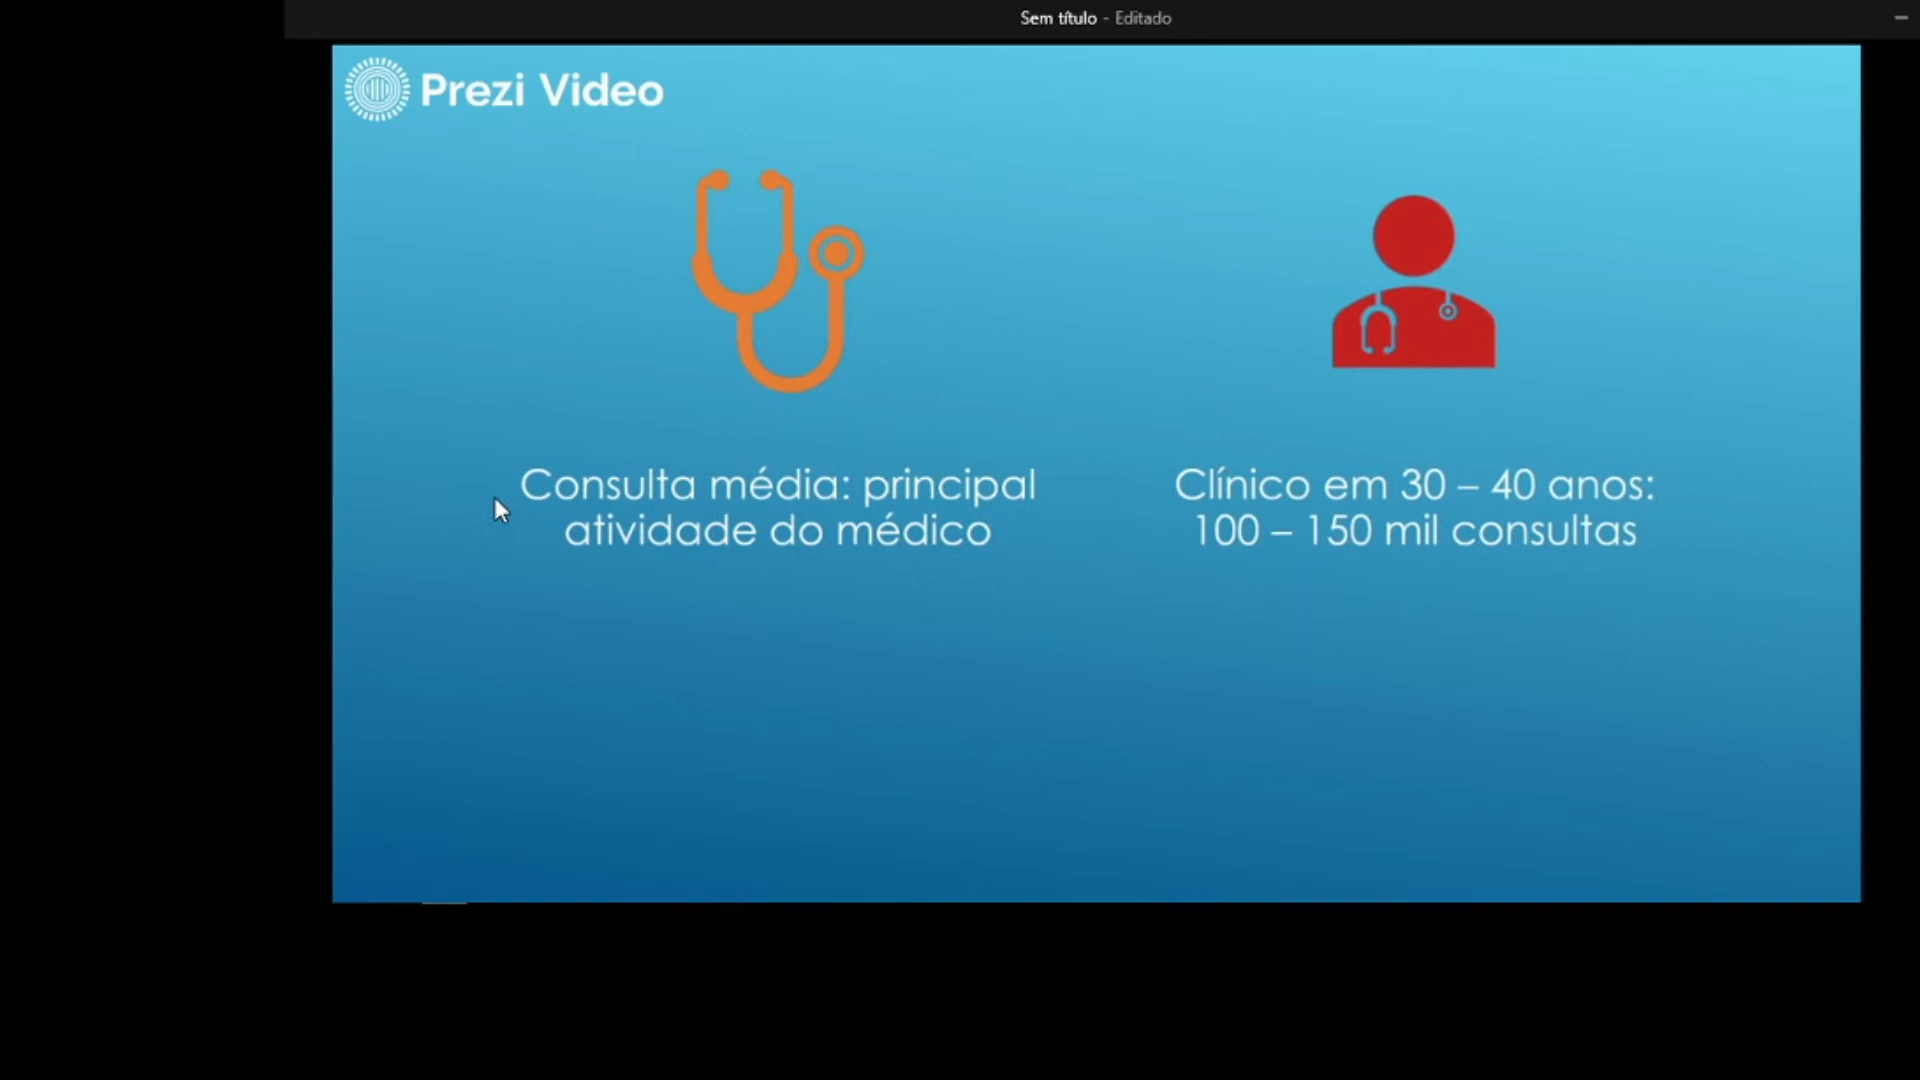 Sem título - Editado
Prezi Video
Consulta média: principal
atividade do médico
Clínico em 30 – 40 anos:
100 – 150 mil consultas